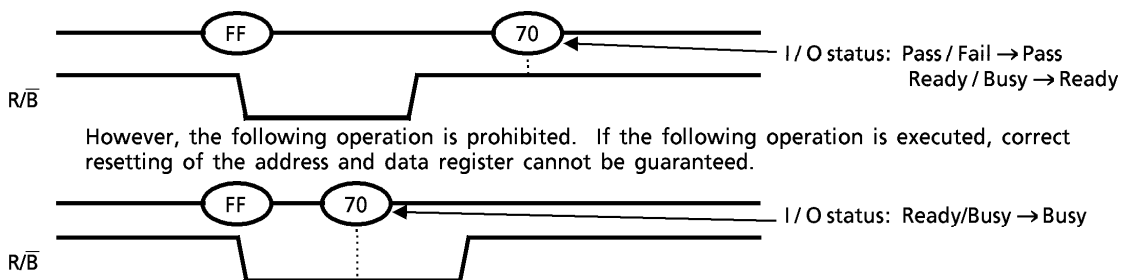 FF
70
I / O status: Pass / Fail → Pass
Ready / Busy → Ready
R/B̅
However, the following operation is prohibited. If the following operation is executed, correct
resetting of the address and data register cannot be guaranteed.
FF
70
I / O status: Ready/Busy → Busy
R/B̅